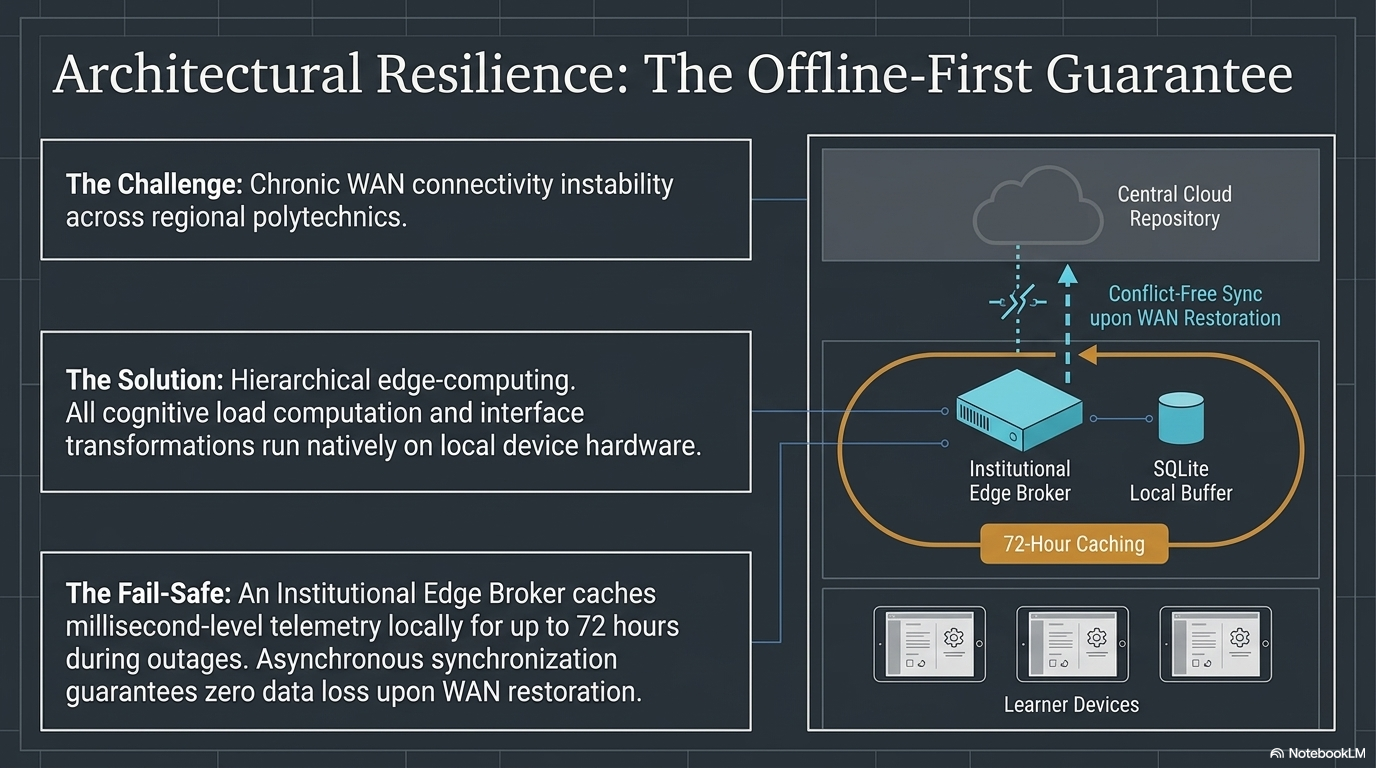 Architectural Resilience: The Offline-First Guarantee
The Challenge: Chronic WAN connectivity instability
across regional polytechnics.
The Solution: Hierarchical edge-computing.
All cognitive load computation and interface
transformations run natively on local device hardware.
The Fail-Safe: An Institutional Edge Broker caches
millisecond-level telemetry locally for up to 72 hours
during outages. Asynchronous synchronization
guarantees zero data loss upon WAN restoration.
Central Cloud
Repository
Conflict-Free Sync
upon WAN Restoration
Institutional
Edge Broker
SQLite
Local Buffer
72-Hour Caching
Learner Devices
NotebookLM